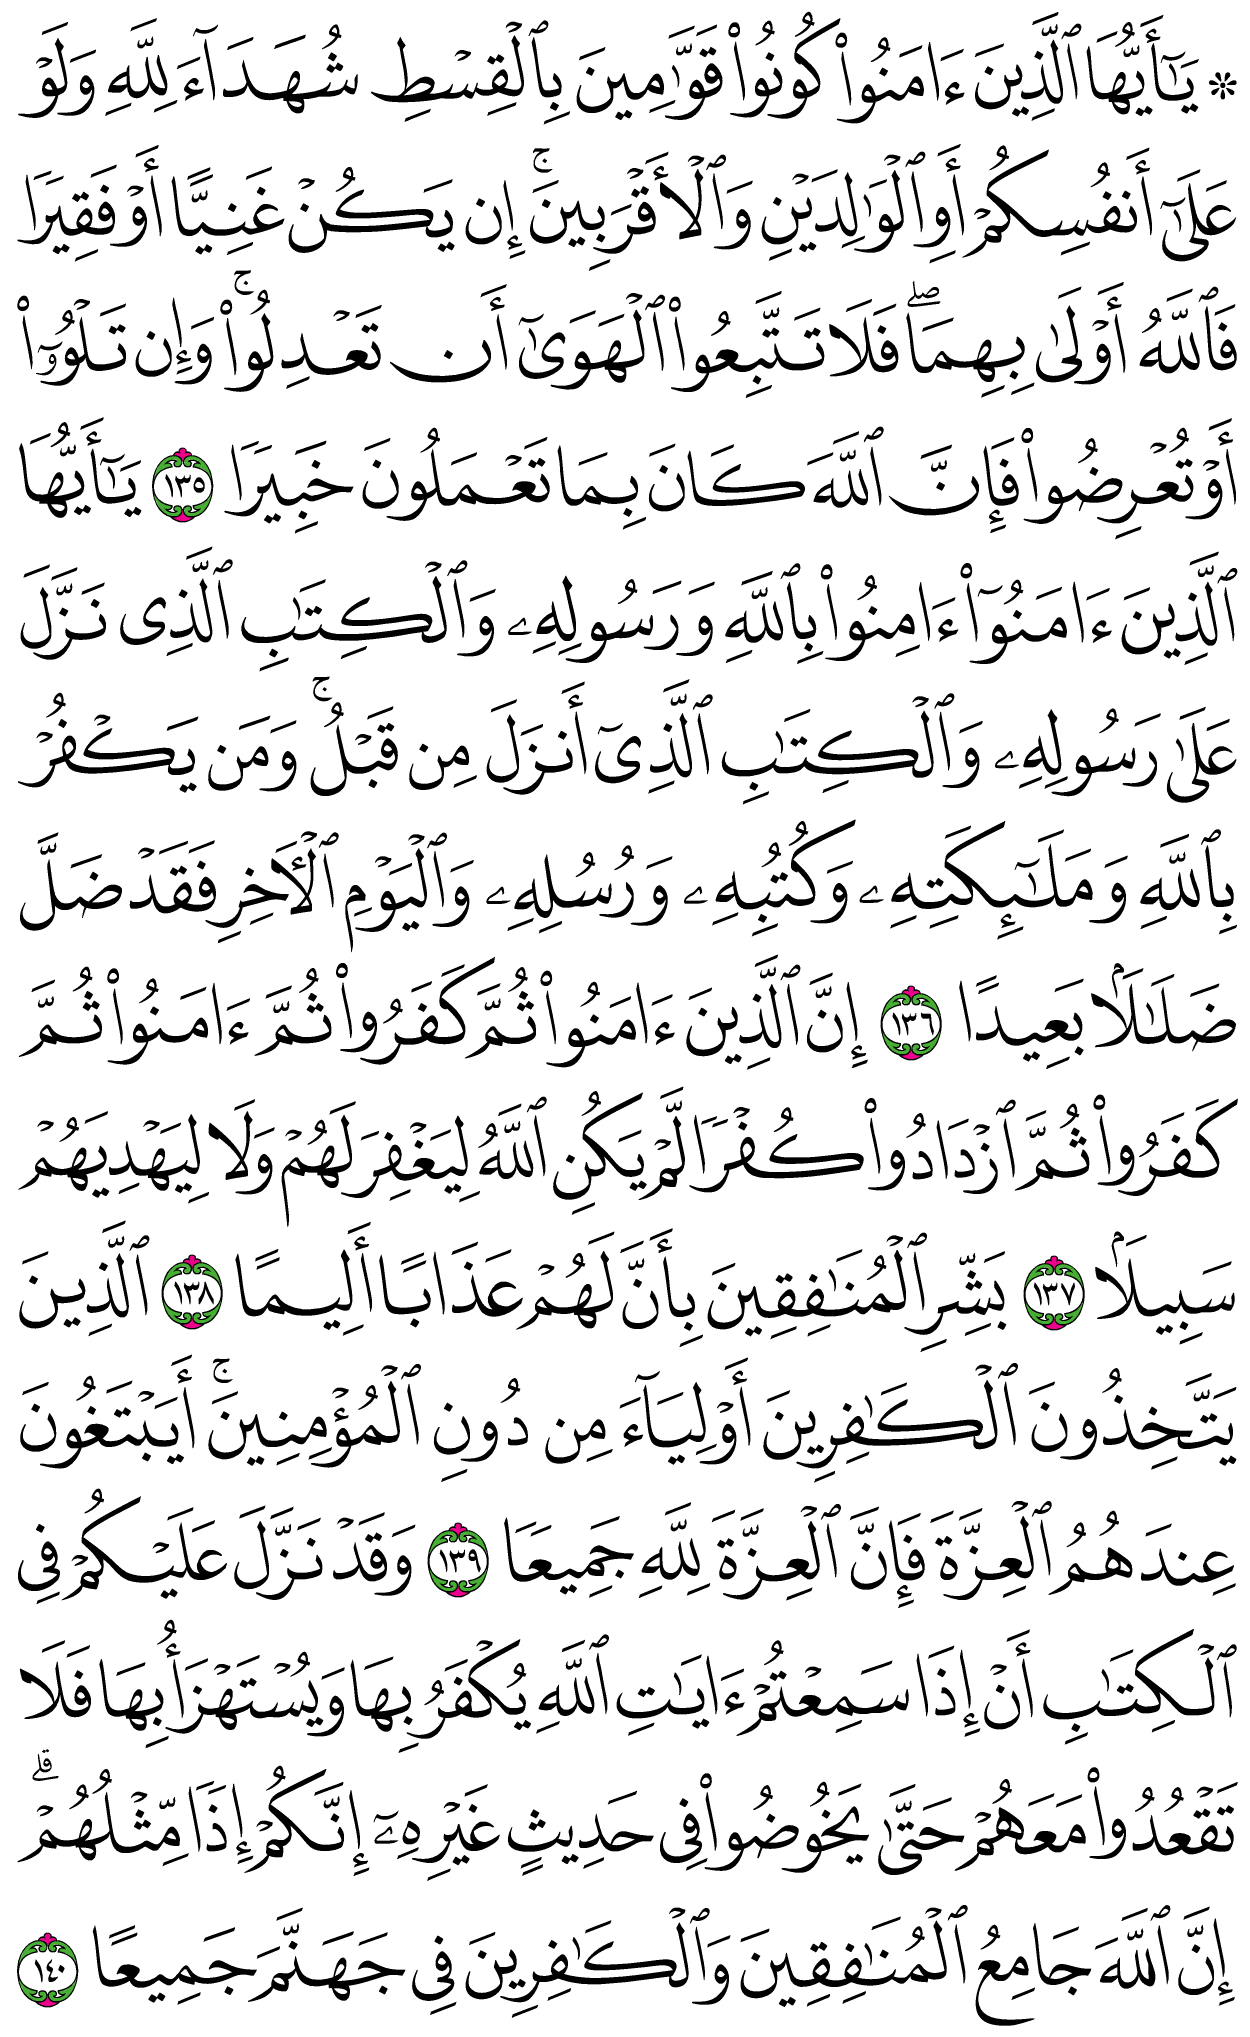 ۞ يَـٰٓأَيُّهَا ٱلَّذِينَ ءَامَنُوا۟ كُونُوا۟ قَوَّٰمِينَ بِٱلْقِسْطِ شُهَدَآءَ لِلَّهِ وَلَوْ
عَلَىٰٓ أَنفُسِكُمْ أَوِ ٱلْوَٰلِدَيْنِ وَٱلْأَقْرَبِينَ ۚ إِن يَكُنْ غَنِيًّا أَوْ فَقِيرًا
فَٱللَّهُ أَوْلَىٰ بِهِمَا ۖ فَلَا تَتَّبِعُوا۟ ٱلْهَوَىٰٓ أَن تَعْدِلُوا۟ ۚ وَإِن تَلْوُۥٓا۟
أَوْ تُعْرِضُوا۟ فَإِنَّ ٱللَّهَ كَانَ بِمَا تَعْمَلُونَ خَبِيرًا ١٣٥ يَـٰٓأَيُّهَا
ٱلَّذِينَ ءَامَنُوٓا۟ ءَامِنُوا۟ بِٱللَّهِ وَرَسُولِهِۦ وَٱلْكِتَـٰبِ ٱلَّذِى نَزَّلَ
عَلَىٰ رَسُولِهِۦ وَٱلْكِتَـٰبِ ٱلَّذِىٓ أَنزَلَ مِن قَبْلُ ۚ وَمَن يَكْفُرْ
بِٱللَّهِ وَمَلَـٰٓئِكَتِهِۦ وَكُتُبِهِۦ وَرُسُلِهِۦ وَٱلْيَوْمِ ٱلْـَٔاخِرِ فَقَدْ ضَلَّ
ضَلَـٰلًۢا بَعِيدًا ١٣٦ إِنَّ ٱلَّذِينَ ءَامَنُوا۟ ثُمَّ كَفَرُوا۟ ثُمَّ ءَامَنُوا۟ ثُمَّ
كَفَرُوا۟ ثُمَّ ٱزْدَادُوا۟ كُفْرًا لَّمْ يَكُنِ ٱللَّهُ لِيَغْفِرَ لَهُمْ وَلَا لِيَهْدِيَهُمْ
سَبِيلًۢا ١٣٧ بَشِّرِ ٱلْمُنَـٰفِقِينَ بِأَنَّ لَهُمْ عَذَابًا أَلِيمًا ١٣٨ ٱلَّذِينَ
يَتَّخِذُونَ ٱلْكَـٰفِرِينَ أَوْلِيَآءَ مِن دُونِ ٱلْمُؤْمِنِينَ ۚ أَيَبْتَغُونَ
عِندَهُمُ ٱلْعِزَّةَ فَإِنَّ ٱلْعِزَّةَ لِلَّهِ جَمِيعًا ١٣٩ وَقَدْ نَزَّلَ عَلَيْكُمْ فِى
ٱلْكِتَـٰبِ أَنْ إِذَا سَمِعْتُمْ ءَايَـٰتِ ٱللَّهِ يُكْفَرُ بِهَا وَيُسْتَهْزَأُ بِهَا فَلَا
تَقْعُدُوا۟ مَعَهُمْ حَتَّىٰ يَخُوضُوا۟ فِى حَدِيثٍ غَيْرِهِۦٓ إِنَّكُمْ إِذًا مِّثْلُهُمْ ۗ
إِنَّ ٱللَّهَ جَامِعُ ٱلْمُنَـٰفِقِينَ وَٱلْكَـٰفِرِينَ فِى جَهَنَّمَ جَمِيعًا ١٤٠